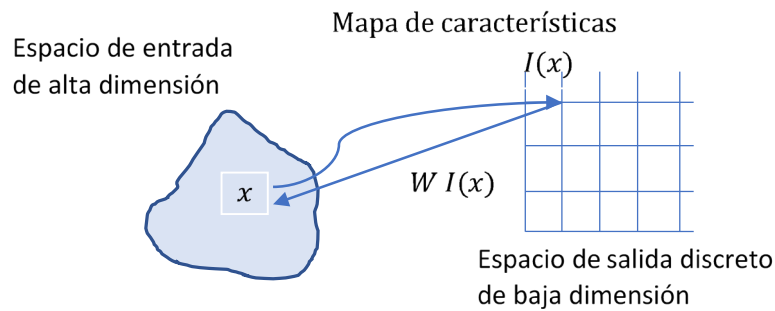 Mapa de características
Espacio de entrada
de alta dimensión
I(x)
x
W I(x)
Espacio de salida discreto
de baja dimensión